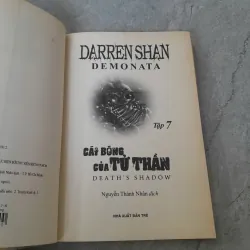 DARREN SHAN
DEMONATA
Tập 7
CÁI BÓNG
CỦA TỬ THẦN
DEATH'S SHADOW
Nguyễn Thành Nhân dịch
NHÀ XUẤT BẢN TRẺ